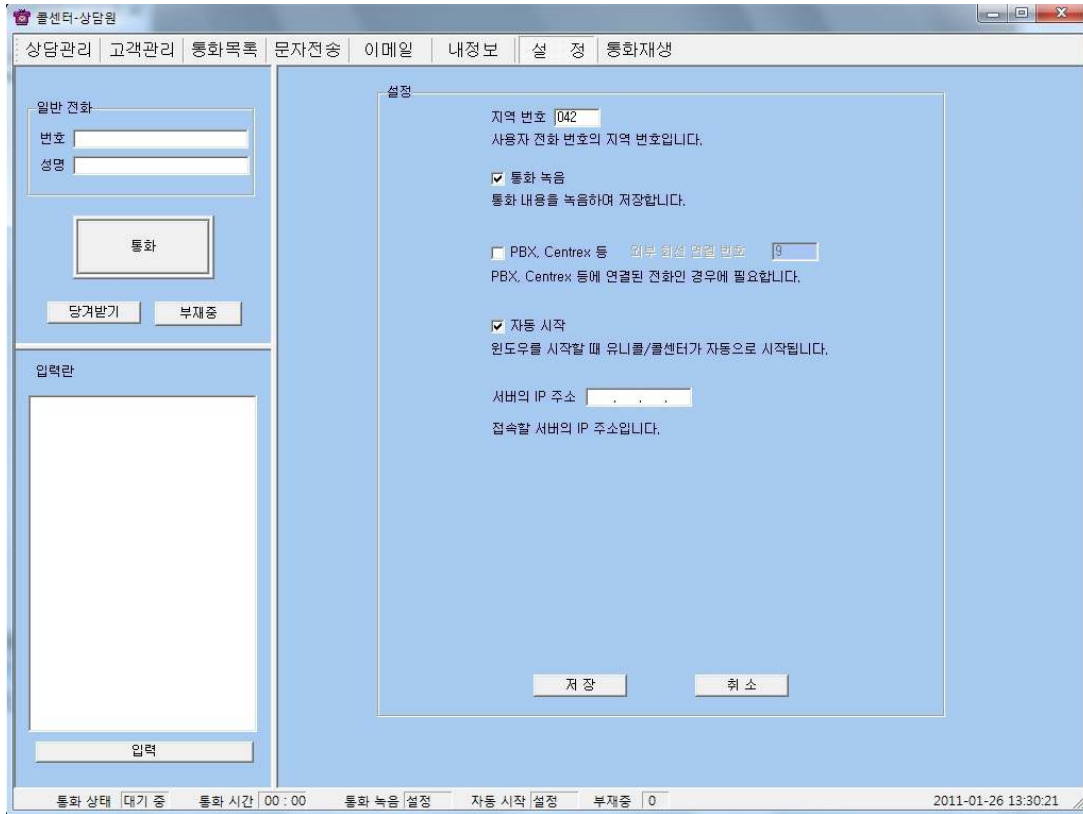 콜센터-상담원
상담관리 고객관리 통화목록 문자전송 이메일 내정보 설 정 통화재생
일반 전화
번호
성명
통화
당겨받기 부재중
입력란
입력
설정
지역 번호 042
사용자 전화 번호의 지역 번호입니다.
통화 녹음
통화 내용을 녹음하여 저장합니다.
PBX, Centrex 등 외부 회선 연결 번호 9
PBX, Centrex 등에 연결된 전화인 경우에 필요합니다.
자동 시작
윈도우를 시작할 때 유니콜/콜센터가 자동으로 시작됩니다.
서버의 IP 주소 . . .
접속할 서버의 IP 주소입니다.
저 장 취 소
통화 상태 대기 중 통화 시간 00 : 00 통화 녹음 설정 자동 시작 설정 부재중 0 2011-01-26 13:30:21